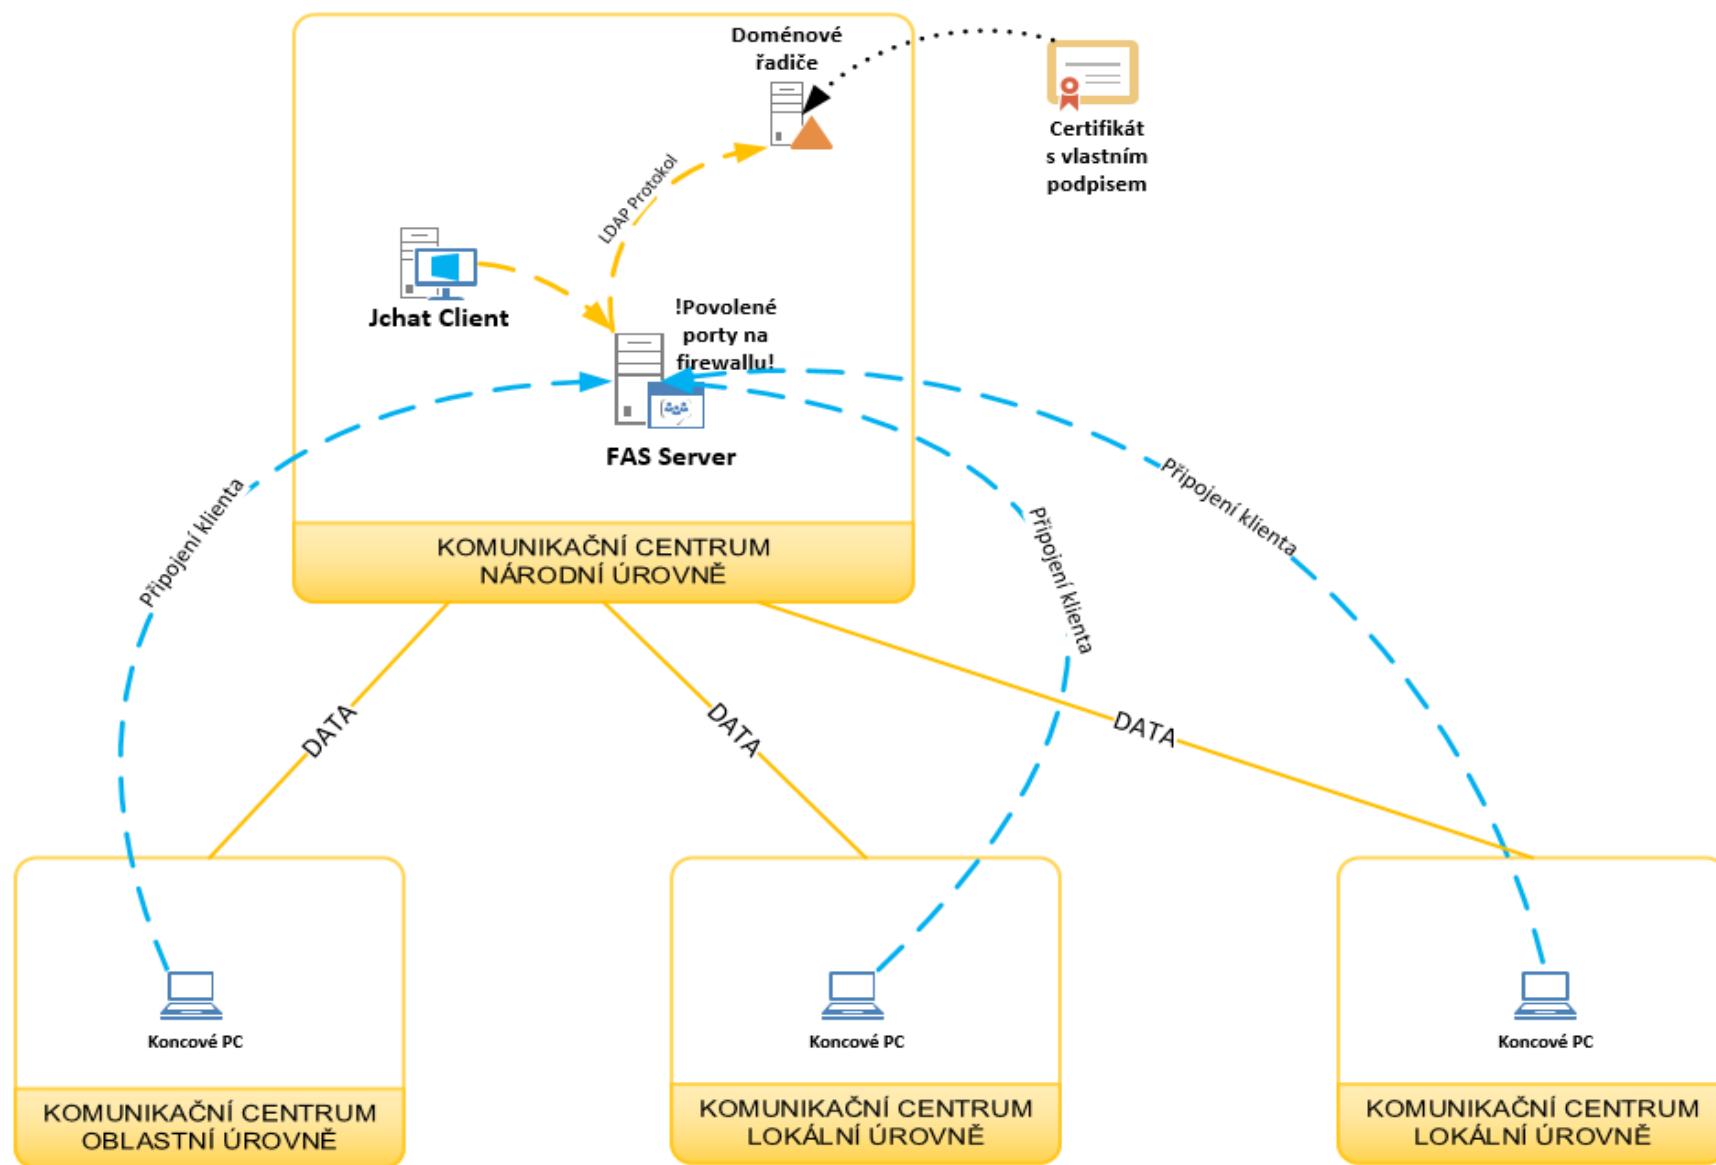 Doménové
řadiče
Certifikát
s vlastním
podpisem
LDAP Protokol
Jchat Client
!Povolené
porty na
firewallu!
FAS Server
Připojení klienta
Připojení klienta
Připojení klienta
KOMUNIKAČNÍ CENTRUM
NÁRODNÍ ÚROVNĚ
DATA
DATA
DATA
Koncové PC
Koncové PC
Koncové PC
KOMUNIKAČNÍ CENTRUM
OBLASTNÍ ÚROVNĚ
KOMUNIKAČNÍ CENTRUM
LOKÁLNÍ ÚROVNĚ
KOMUNIKAČNÍ CENTRUM
LOKÁLNÍ ÚROVNĚ